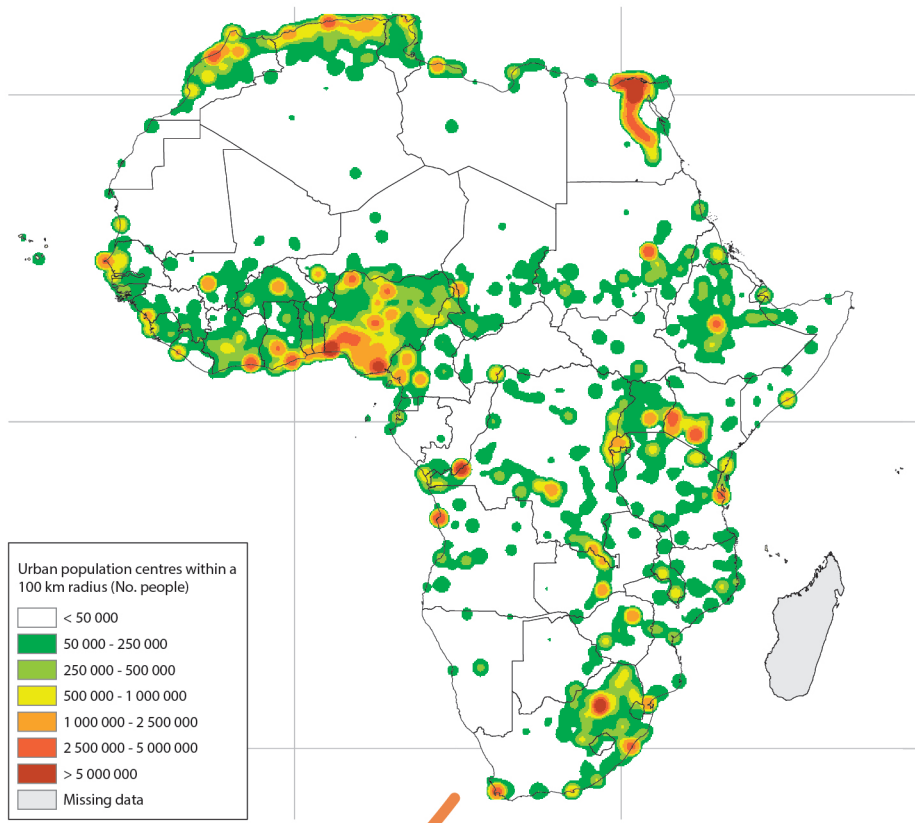 Urban population centres within a
100 km radius (No. people)
< 50 000
50 000 - 250 000
250 000 - 500 000
500 000 - 1 000 000
1 000 000 - 2 500 000
2 500 000 - 5 000 000
> 5 000 000
Missing data